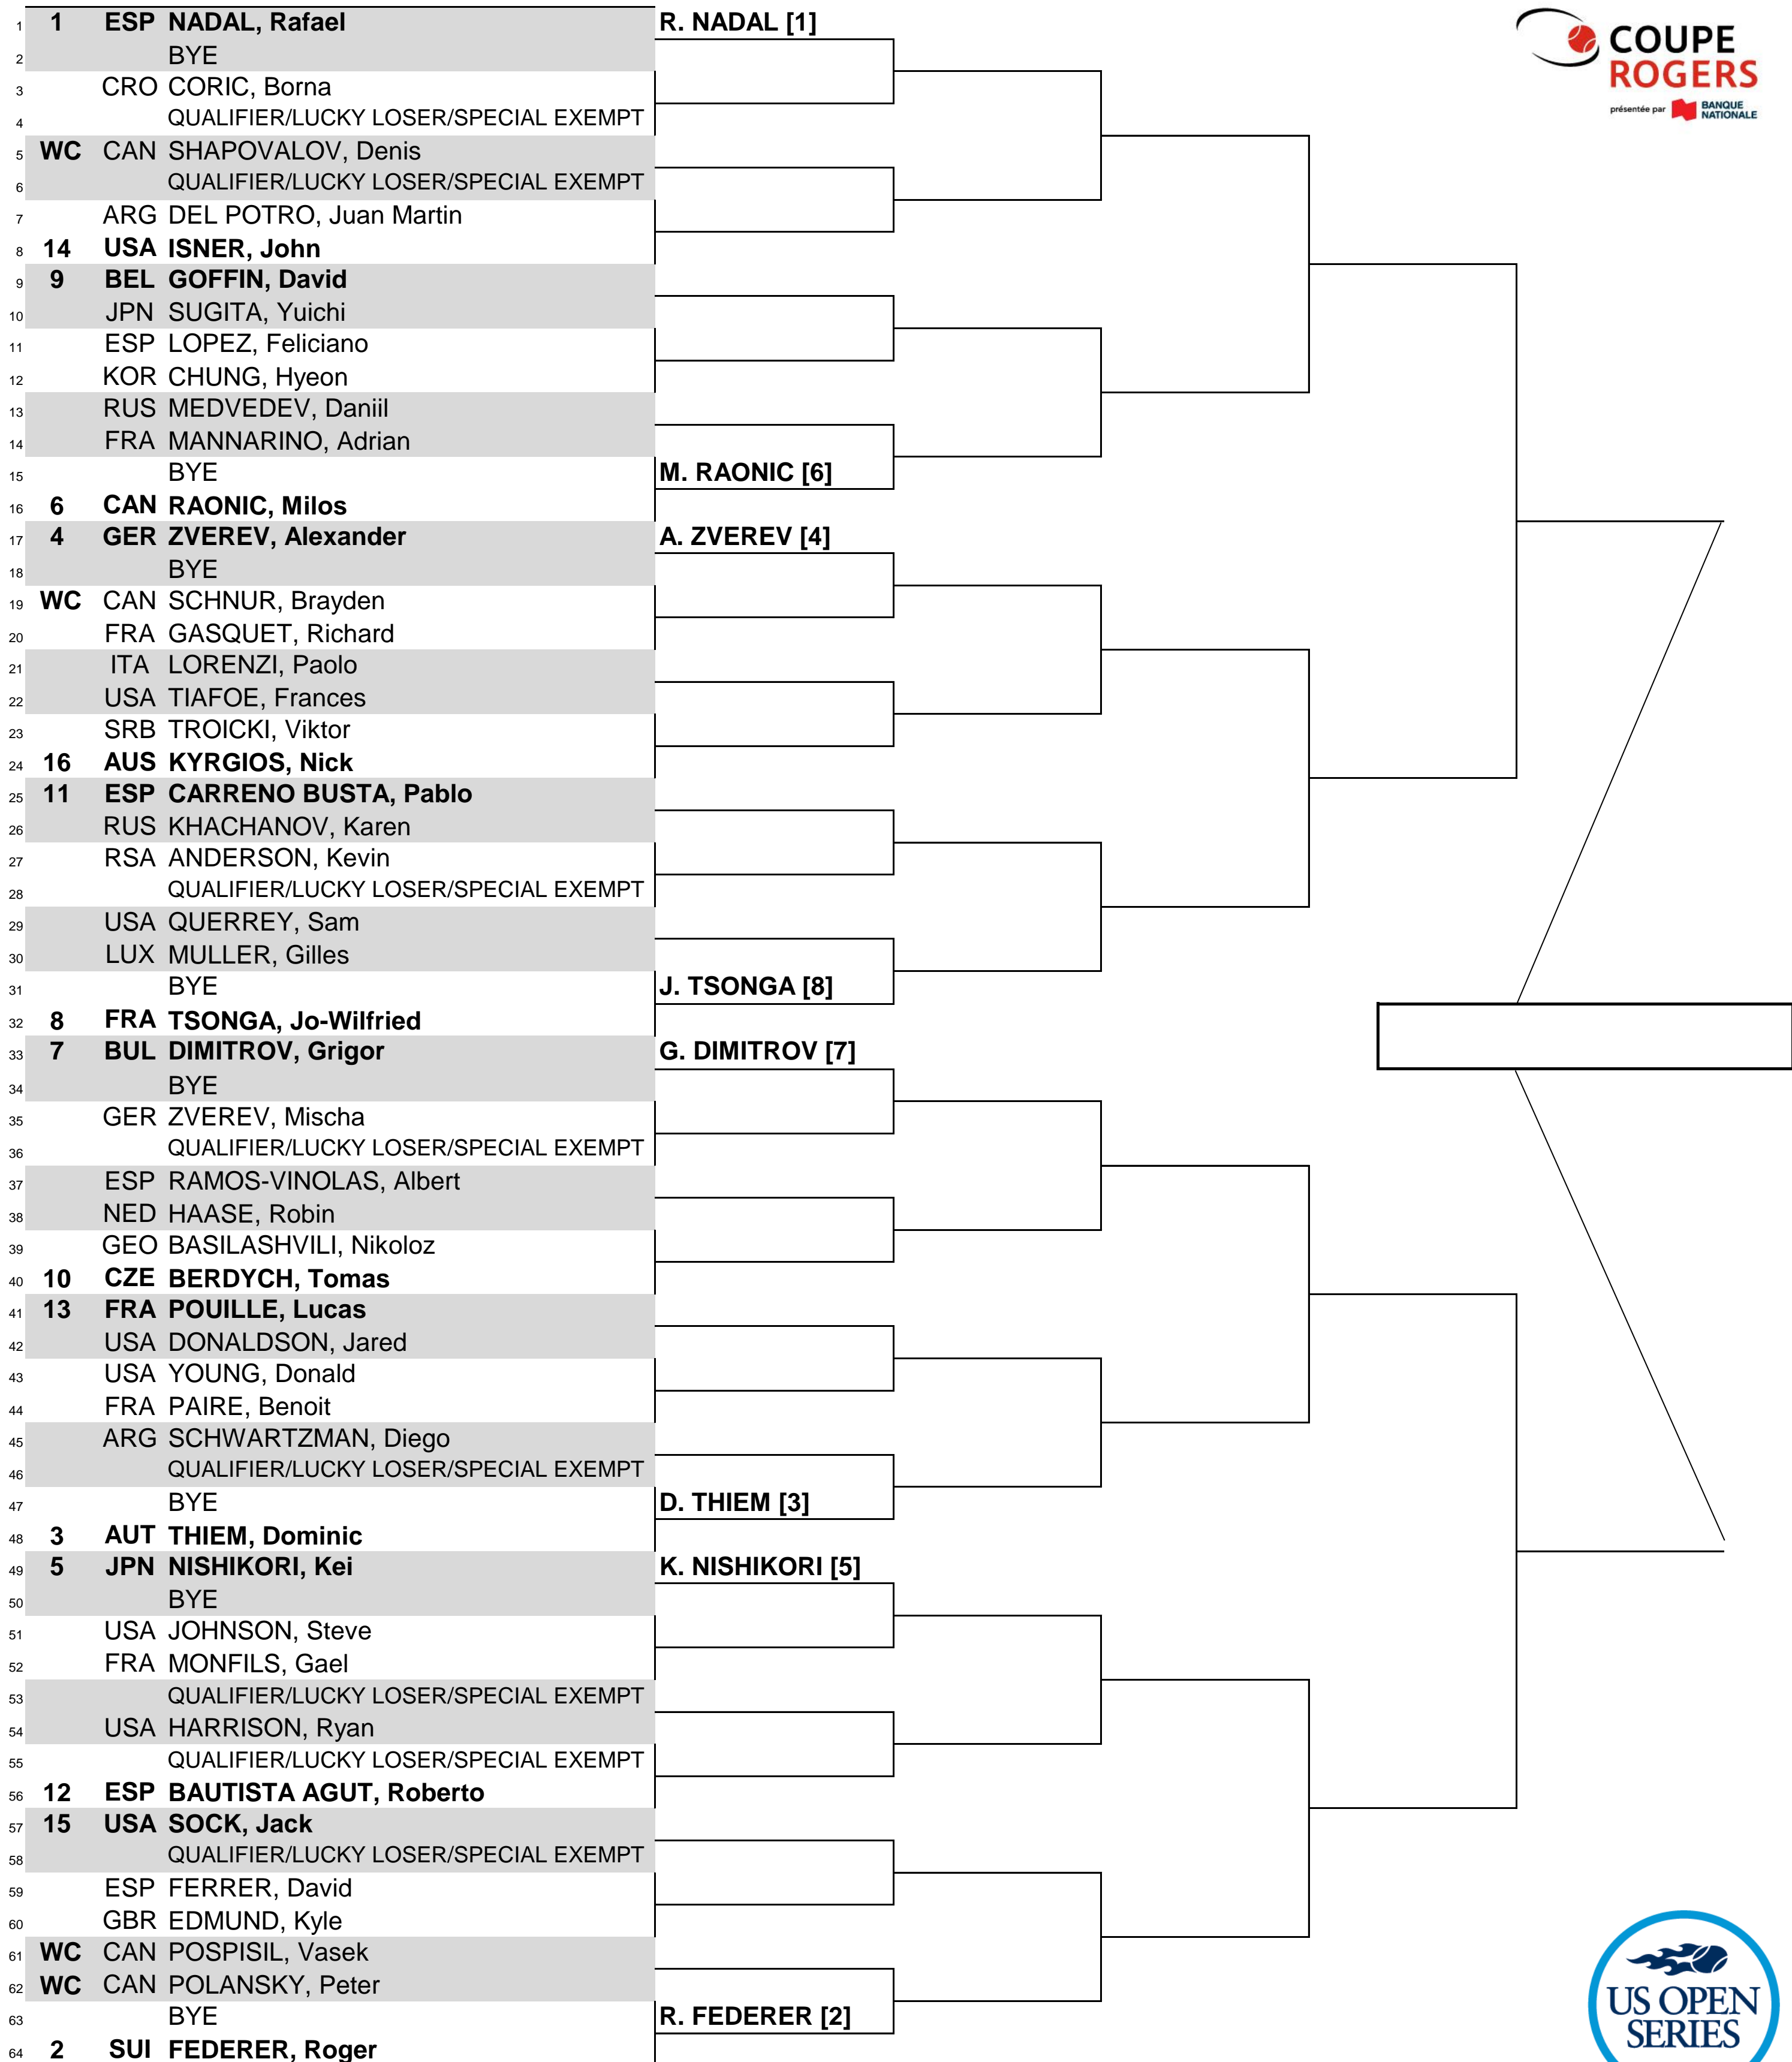 1 1 ESP NADAL, Rafael R. NADAL [1]
2 BYE
3 CRO CORIC, Borna
4 QUALIFIER/LUCKY LOSER/SPECIAL EXEMPT
5 WC CAN SHAPOVALOV, Denis
6 QUALIFIER/LUCKY LOSER/SPECIAL EXEMPT
7 ARG DEL POTRO, Juan Martin
8 14 USA ISNER, John
9 9 BEL GOFFIN, David
10 JPN SUGITA, Yuichi
11 ESP LOPEZ, Feliciano
12 KOR CHUNG, Hyeon
13 RUS MEDVEDEV, Daniil
14 FRA MANNARINO, Adrian
15 BYE M. RAONIC [6]
16 6 CAN RAONIC, Milos
17 4 GER ZVEREV, Alexander A. ZVEREV [4]
18 BYE
19 WC CAN SCHNUR, Brayden
20 FRA GASQUET, Richard
21 ITA LORENZI, Paolo
22 USA TIAFOE, Frances
23 SRB TROICKI, Viktor
24 16 AUS KYRGIOS, Nick
25 11 ESP CARRENO BUSTA, Pablo
26 RUS KHACHANOV, Karen
27 RSA ANDERSON, Kevin
28 QUALIFIER/LUCKY LOSER/SPECIAL EXEMPT
29 USA QUERREY, Sam
30 LUX MULLER, Gilles
31 BYE J. TSONGA [8]
32 8 FRA TSONGA, Jo-Wilfried
33 7 BUL DIMITROV, Grigor G. DIMITROV [7]
34 BYE
35 GER ZVEREV, Mischa
36 QUALIFIER/LUCKY LOSER/SPECIAL EXEMPT
37 ESP RAMOS-VINOLAS, Albert
38 NED HAASE, Robin
39 GEO BASILASHVILI, Nikoloz
40 10 CZE BERDYCH, Tomas
41 13 FRA POUILLE, Lucas
42 USA DONALDSON, Jared
43 USA YOUNG, Donald
44 FRA PAIRE, Benoit
45 ARG SCHWARTZMAN, Diego
46 QUALIFIER/LUCKY LOSER/SPECIAL EXEMPT
47 BYE D. THIEM [3]
48 3 AUT THIEM, Dominic
49 5 JPN NISHIKORI, Kei K. NISHIKORI [5]
50 BYE
51 USA JOHNSON, Steve
52 FRA MONFILS, Gael
53 QUALIFIER/LUCKY LOSER/SPECIAL EXEMPT
54 USA HARRISON, Ryan
55 QUALIFIER/LUCKY LOSER/SPECIAL EXEMPT
56 12 ESP BAUTISTA AGUT, Roberto
57 15 USA SOCK, Jack
58 QUALIFIER/LUCKY LOSER/SPECIAL EXEMPT
59 ESP FERRER, David
60 GBR EDMUND, Kyle
61 WC CAN POSPISIL, Vasek
62 WC CAN POLANSKY, Peter
63 BYE R. FEDERER [2]
64 2 SUI FEDERER, Roger
COUPE
ROGERS
présentée par BANQUE
NATIONALE
US OPEN
SERIES